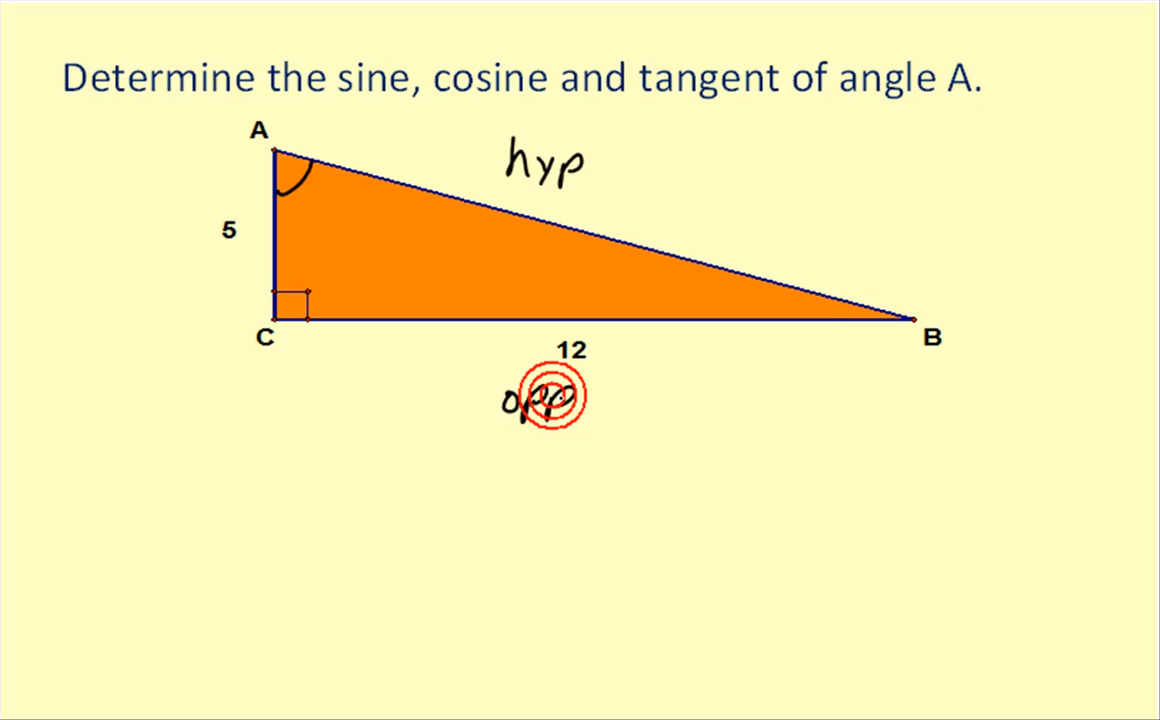 Determine the sine, cosine and tangent of angle A.
A
hyp
5
C
B
12
opp